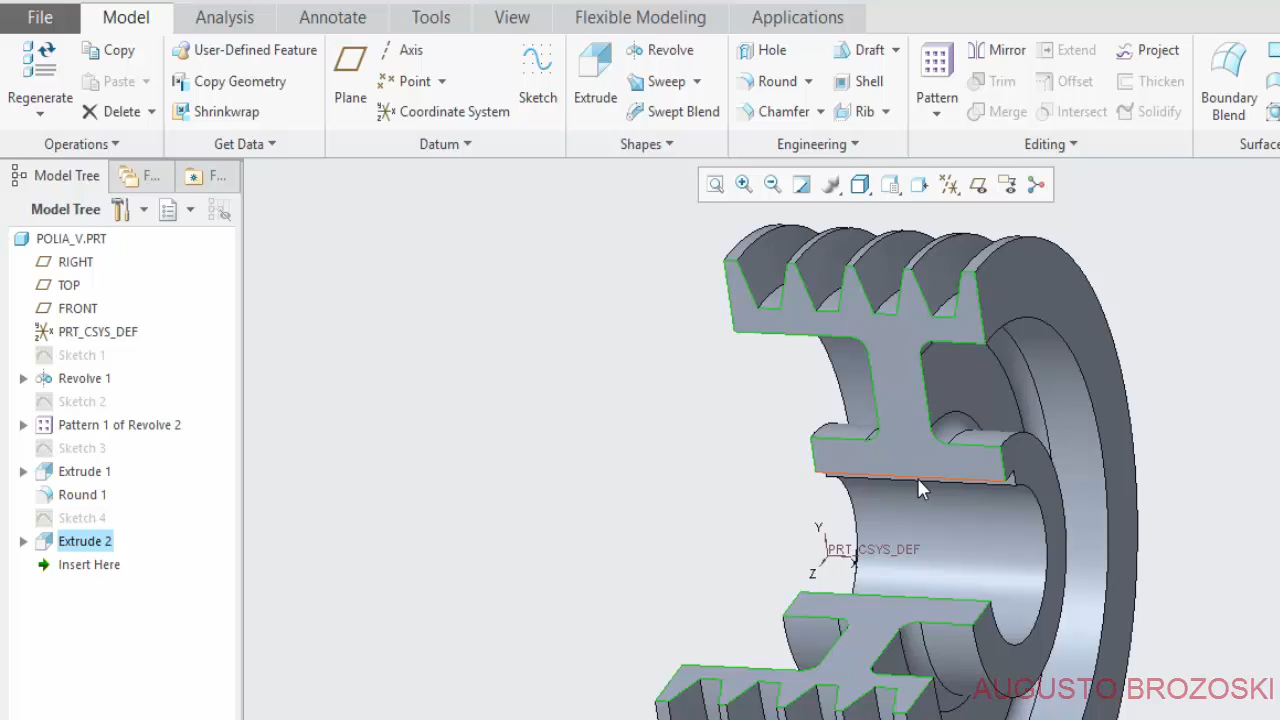 File Model Analysis Annotate Tools View Flexible Modeling Applications
Regenerate
Copy
Paste
Delete
Operations
User-Defined Feature
Copy Geometry
Shrinkwrap
Get Data
Plane
Axis
Point
Coordinate System
Sketch
Datum
Extrude
Revolve
Sweep
Swept Blend
Shapes
Hole
Round
Chamfer
Draft
Shell
Rib
Engineering
Pattern
Mirror
Trim
Merge
Extend
Offset
Intersect
Project
Thicken
Solidify
Editing
Boundary
Blend
Surface
Model Tree F... F...
Model Tree
POLIA_V.PRT
RIGHT
TOP
FRONT
PRT_CSYS_DEF
Sketch 1
Revolve 1
Sketch 2
Pattern 1 of Revolve 2
Sketch 3
Extrude 1
Round 1
Sketch 4
Extrude 2
Insert Here
Y
PRT_CSYS_DEF
X
Z
AUGUSTO BROZOSKI